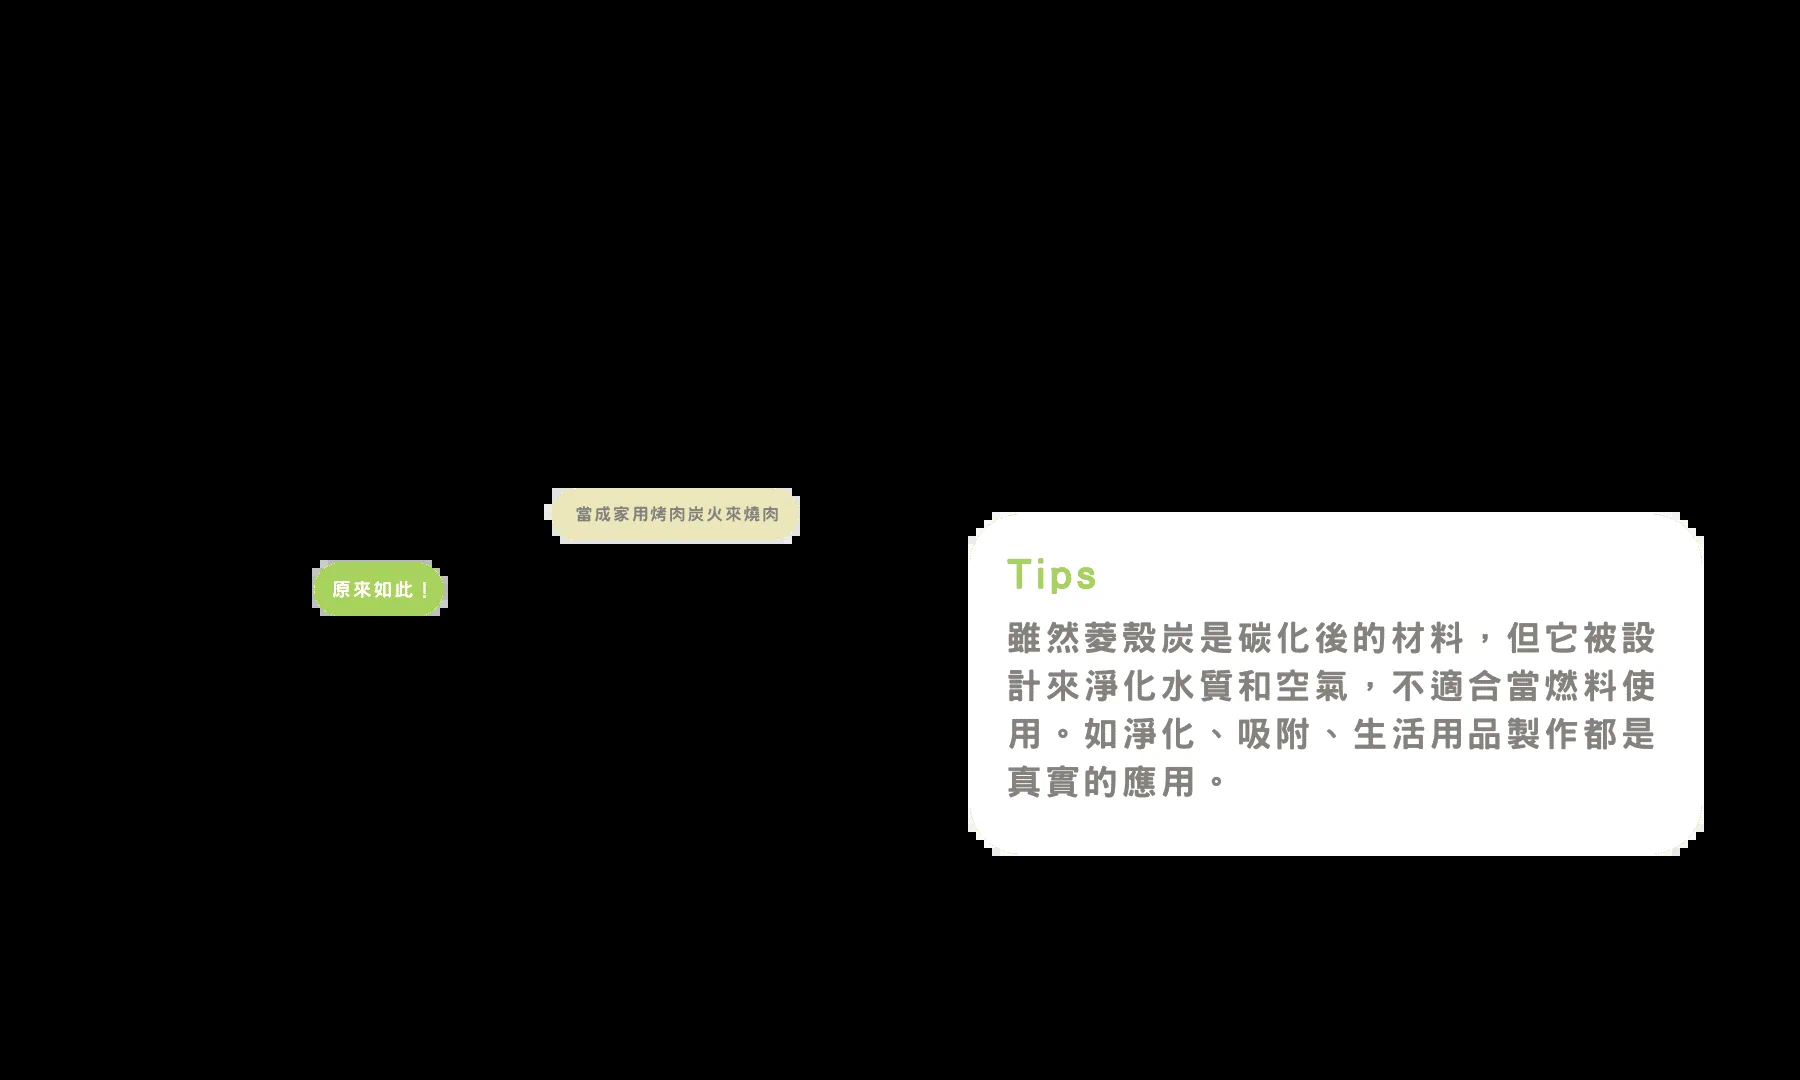 當成家用烤肉炭火來燒肉
原來如此！
Tips
雖然菱殼炭是碳化後的材料，但它被設
計來淨化水質和空氣，不適合當燃料使
用。如淨化、吸附、生活用品製作都是
真實的應用。